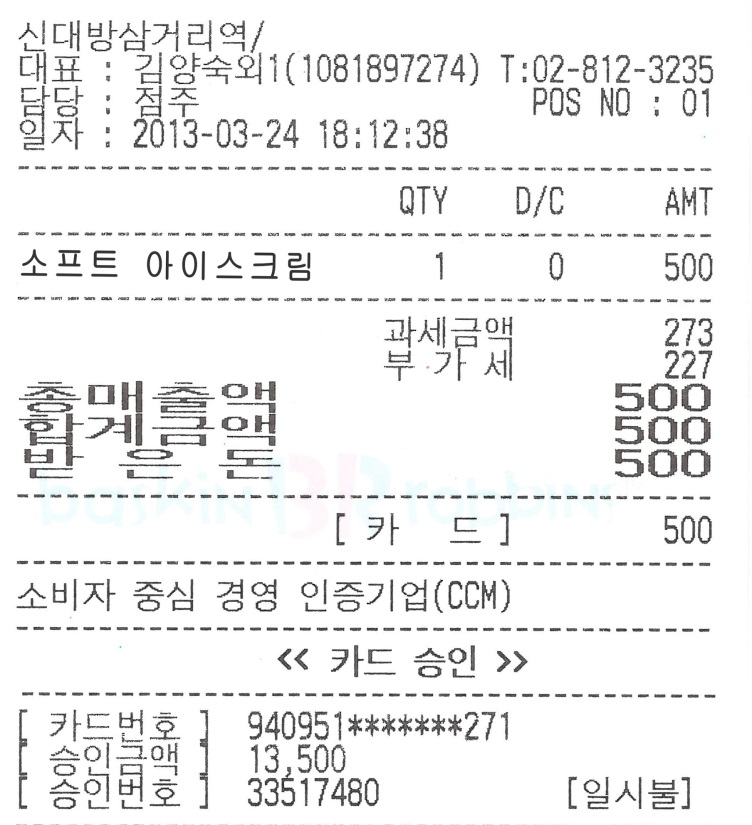 신대방삼거리역/
대표 : 김양숙외1(1081897274) T:02-812-3235
담당 : 점주 POS NO : 01
일자 : 2013-03-24 18:12:38
QTY D/C AMT
소프트 아이스크림 1 0 500
과세금액 273
부 가 세 227
총매출액 500
합계금액 500
받 은 돈 500
baskin BR robbins
[ 카 드 ] 500
소비자 중심 경영 인증기업(CCM)
<< 카드 승인 >>
[ 카드번호 ] 940951*******271
[ 승인금액 ] 13,500
[ 승인번호 ] 33517480 [일시불]